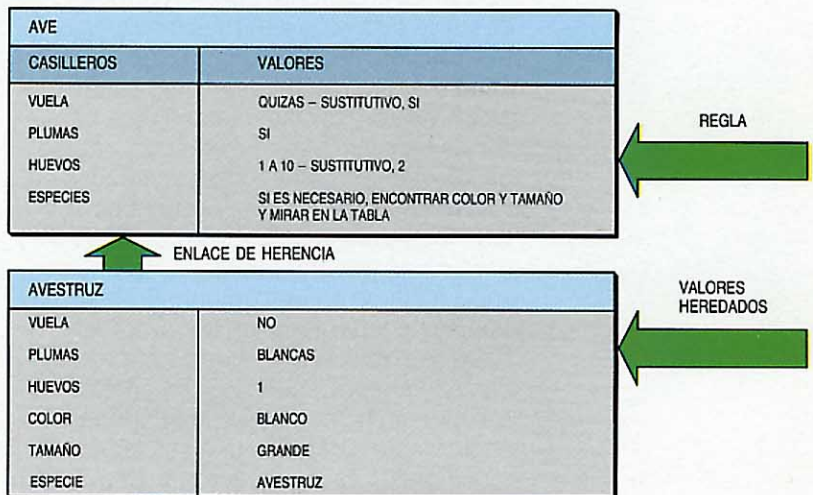 AVE
CASILLEROS VALORES
VUELA QUIZAS – SUSTITUTIVO, SI
PLUMAS SI
HUEVOS 1 A 10 – SUSTITUTIVO, 2
ESPECIES SI ES NECESARIO, ENCONTRAR COLOR Y TAMAÑO
Y MIRAR EN LA TABLA
REGLA
ENLACE DE HERENCIA
AVESTRUZ
VUELA NO
PLUMAS BLANCAS
HUEVOS 1
COLOR BLANCO
TAMAÑO GRANDE
ESPECIE AVESTRUZ
VALORES
HEREDADOS